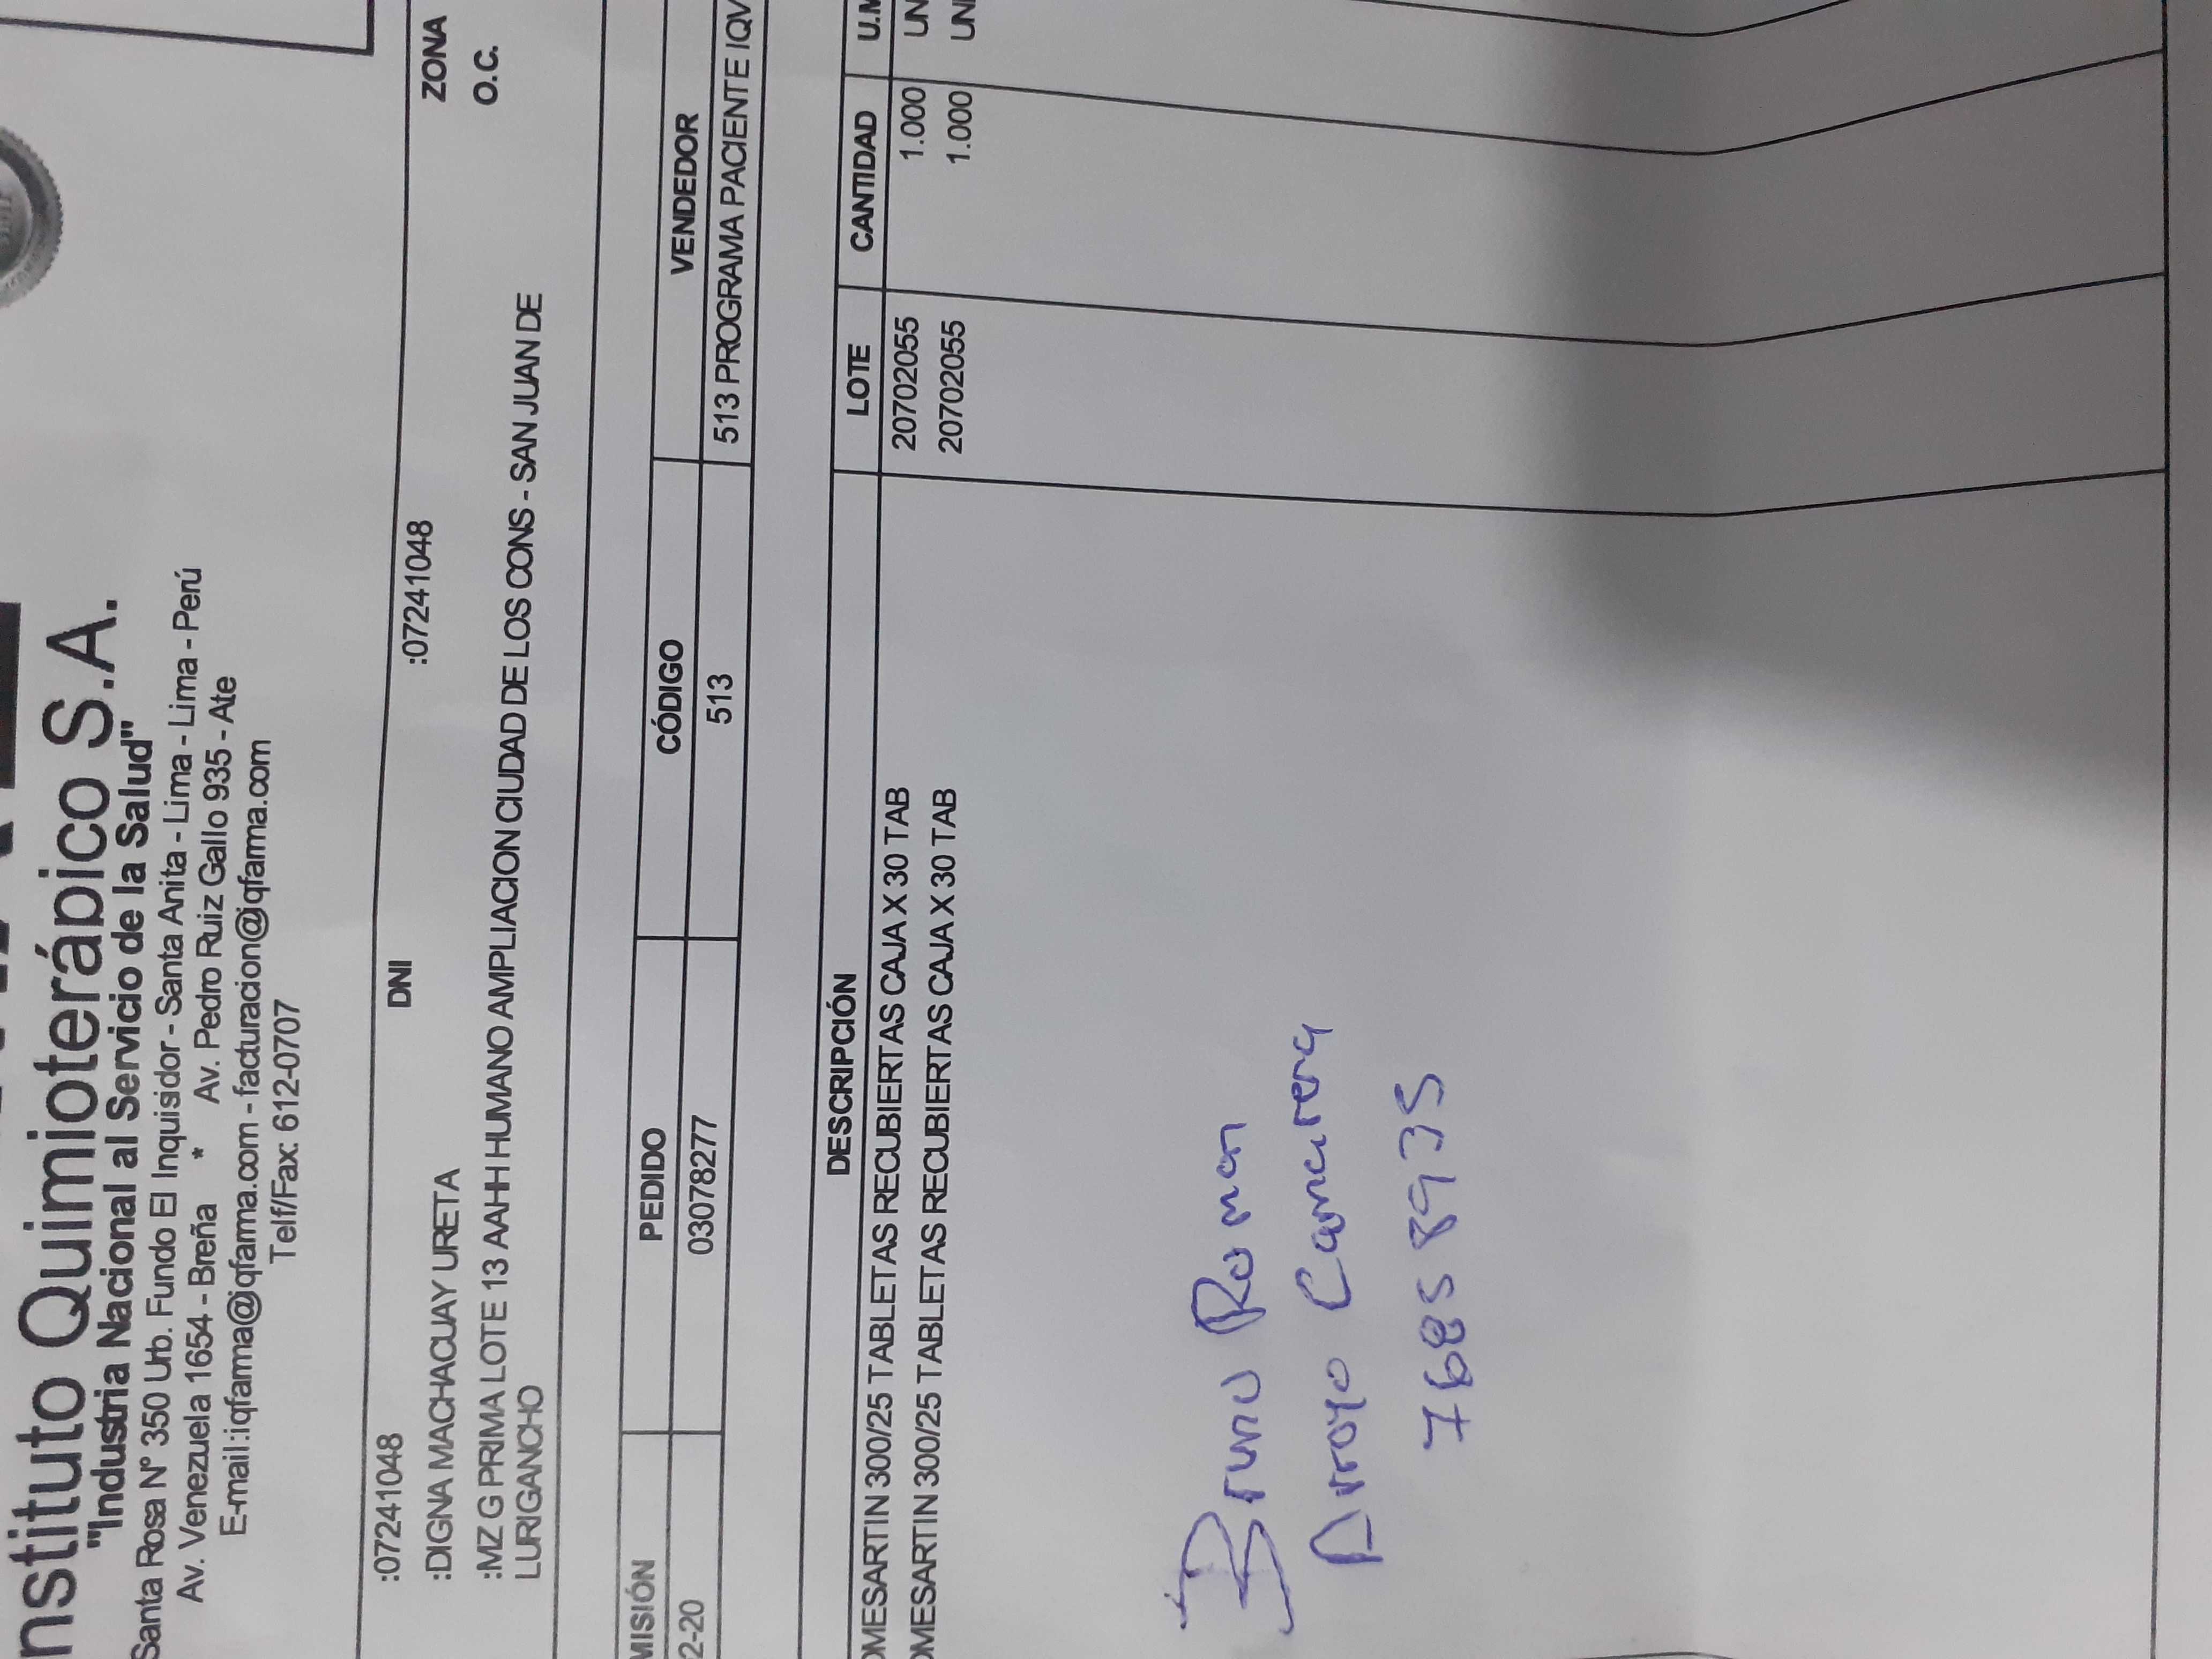 nstituto Quimioterápico S.A.
"Industria Nacional al Servicio de la Salud"
Santa Rosa N° 350 Urb. Fundo El Inquisidor - Santa Anita - Lima - Lima - Perú
Av. Venezuela 1654 - Breña * Av. Pedro Ruiz Gallo 935 - Ate
E-mail:iqfarma@iqfarma.com - facturacion@iqfarma.com
Telf/Fax: 612-0707
:07241048 DNI :07241048 ZONA
:DIGNA MACHACUAY URETA O.C.
:MZ G PRIMA LOTE 13 AAHH HUMANO AMPLIACION CIUDAD DE LOS CONS - SAN JUAN DE
LURIGANCHO
MISIÓN PEDIDO CÓDIGO VENDEDOR
2-20 03078277 513 513 PROGRAMA PACIENTE IQV
DESCRIPCIÓN LOTE CANTIDAD U.M
OMESARTIN 300/25 TABLETAS RECUBIERTAS CAJA X 30 TAB 20702055 1.000 UN
OMESARTIN 300/25 TABLETAS RECUBIERTAS CAJA X 30 TAB 20702055 1.000 UN
Bruno Roman
Arroyo Camarena
76858935